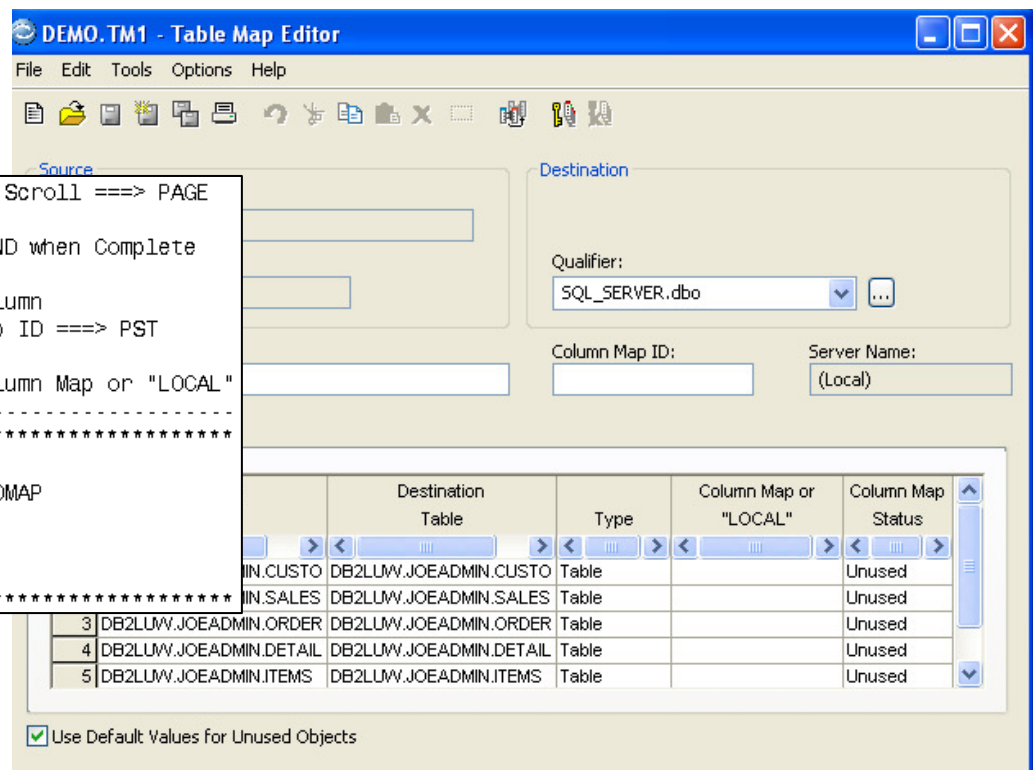 DEMO.TM1 - Table Map Editor
File Edit Tools Options Help
Source
Destination
Scroll ===> PAGE
ND when Complete
Qualifier:
SQL_SERVER.dbo
...
lumn
ID ===> PST
Column Map ID:
Server Name:
(Local)
lumn Map or "LOCAL"
- - - - - - - - - - - - - - - - - - -
*******************
OMAP
Destination Table
Type
Column Map or "LOCAL"
Column Map Status
IN.CUSTO DB2LUW.JOEADMIN.CUSTO Table Unused
******************* IN.SALES DB2LUW.JOEADMIN.SALES Table Unused
3 DB2LUW.JOEADMIN.ORDER DB2LUW.JOEADMIN.ORDER Table Unused
4 DB2LUW.JOEADMIN.DETAIL DB2LUW.JOEADMIN.DETAIL Table Unused
5 DB2LUW.JOEADMIN.ITEMS DB2LUW.JOEADMIN.ITEMS Table Unused
Use Default Values for Unused Objects